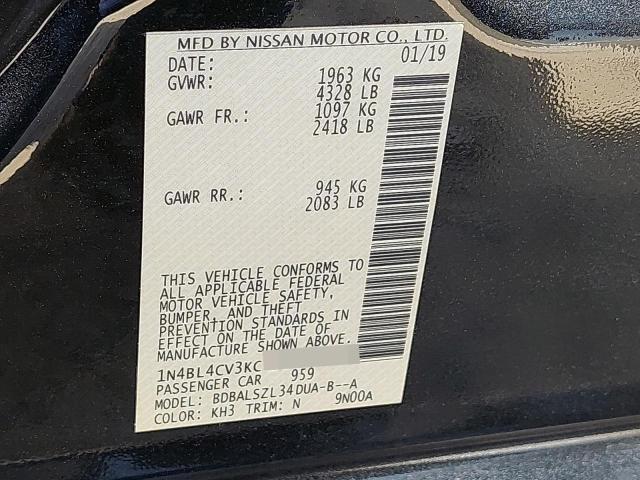 MFD BY NISSAN MOTOR CO., LTD.
DATE: 01/19
GVWR: 1963 KG
4328 LB
GAWR FR.: 1097 KG
2418 LB
GAWR RR.: 945 KG
2083 LB
THIS VEHICLE CONFORMS TO
ALL APPLICABLE FEDERAL
MOTOR VEHICLE SAFETY,
BUMPER, AND THEFT
PREVENTION STANDARDS IN
EFFECT ON THE DATE OF
MANUFACTURE SHOWN ABOVE.
1N4BL4CV3KC
PASSENGER CAR 959
MODEL: BDBALSZL34DUA-B--A
COLOR: KH3 TRIM: N 9N00A